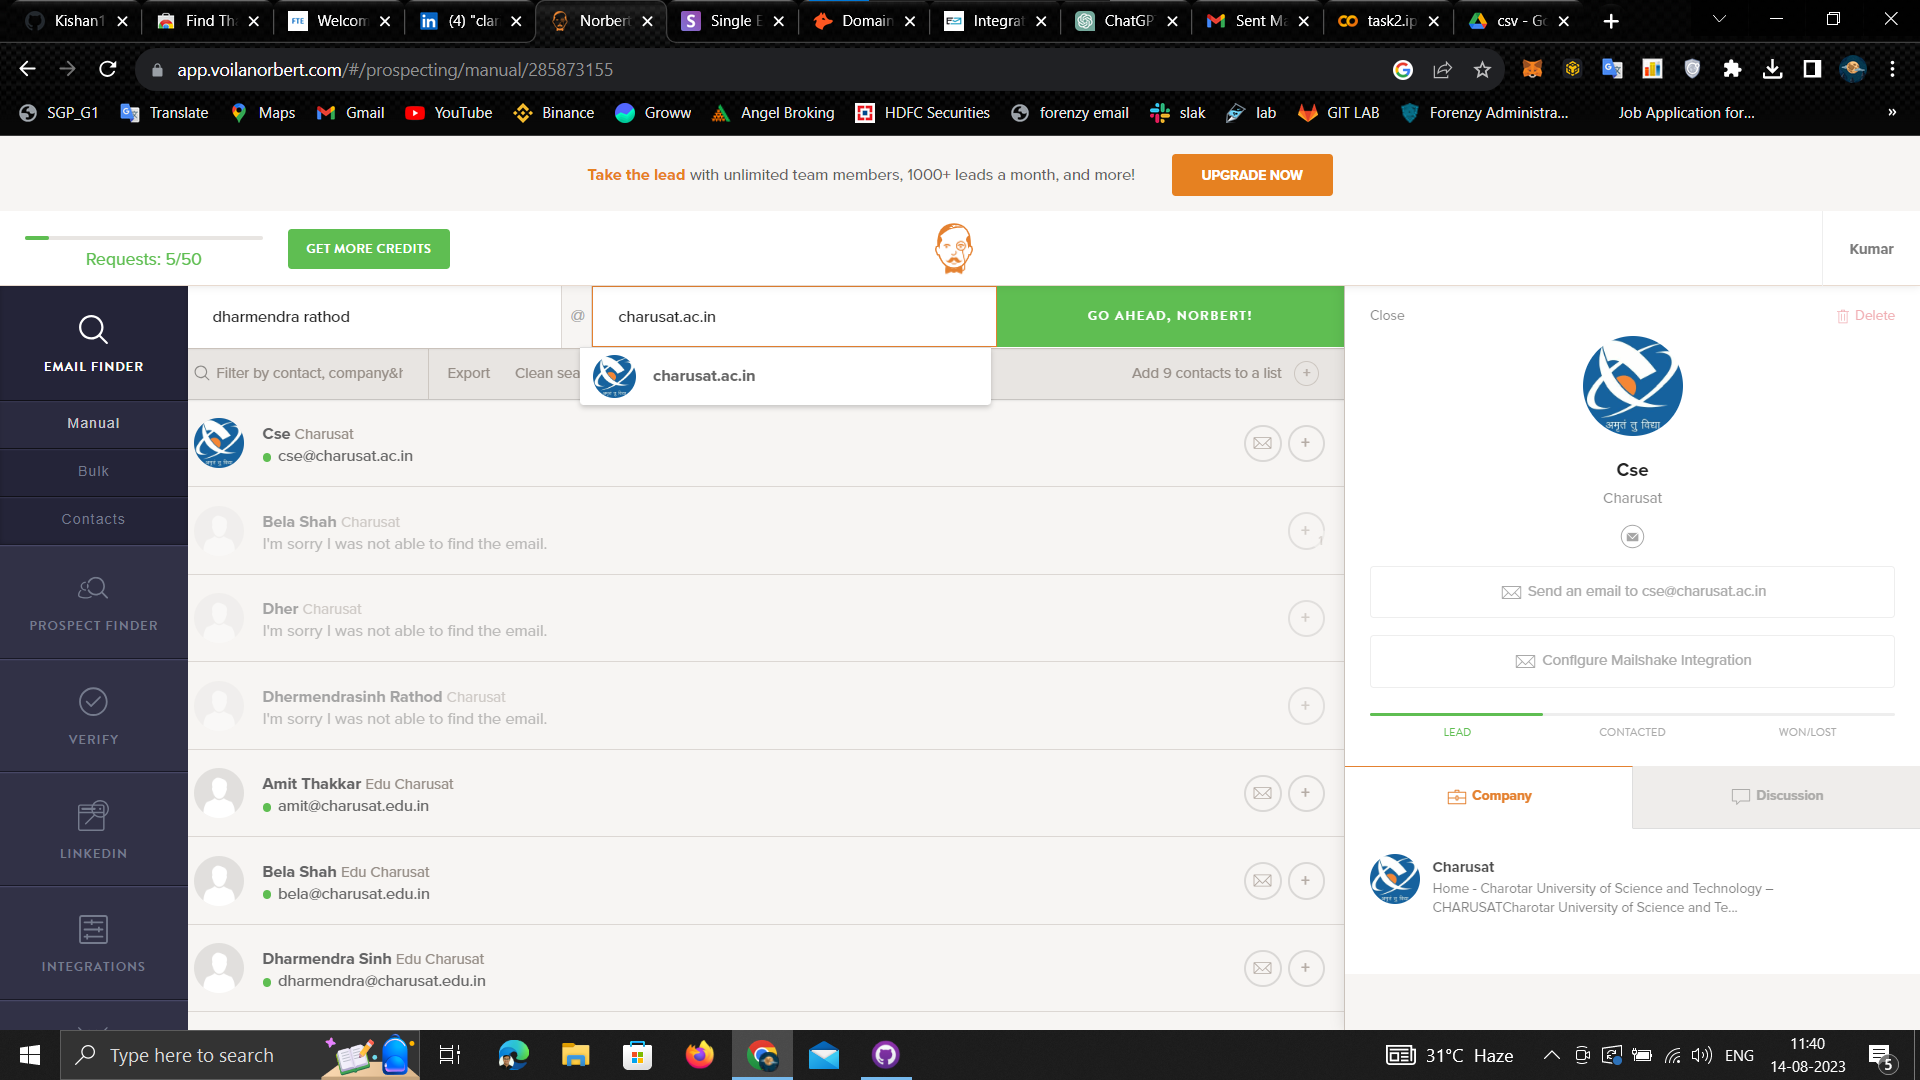 Kishan1
Find Th
Welcom
(4) "clar
Norbert
Single E
Domain
Integrat
ChatGP
Sent Ma
task2.ip
csv - Go
app.voilanorbert.com/#/prospecting/manual/285873155
SGP_G1
Translate
Maps
Gmail
YouTube
Binance
Groww
Angel Broking
HDFC Securities
forenzy email
slak
lab
GIT LAB
Forenzy Administra...
Job Application for...
Take the lead with unlimited team members, 1000+ leads a month, and more!
UPGRADE NOW
Requests: 5/50
GET MORE CREDITS
Kumar
EMAIL FINDER
Manual
Bulk
Contacts
PROSPECT FINDER
VERIFY
LINKEDIN
INTEGRATIONS
dharmendra rathod
@
charusat.ac.in
GO AHEAD, NORBERT!
charusat.ac.in
Filter by contact, company&h
Export
Clean sea
Add 9 contacts to a list
Cse Charusat
cse@charusat.ac.in
Bela Shah Charusat
I'm sorry I was not able to find the email.
1
Dher Charusat
I'm sorry I was not able to find the email.
Dhermendrasinh Rathod Charusat
I'm sorry I was not able to find the email.
Amit Thakkar Edu Charusat
amit@charusat.edu.in
Bela Shah Edu Charusat
bela@charusat.edu.in
Dharmendra Sinh Edu Charusat
dharmendra@charusat.edu.in
Close
Delete
अमृतं तु विद्या
Cse
Charusat
Send an email to cse@charusat.ac.in
Configure Mailshake Integration
LEAD
CONTACTED
WON/LOST
Company
Discussion
Charusat
Home - Charotar University of Science and Technology –
CHARUSATCharotar University of Science and Te...
Type here to search
31°C Haze
ENG
11:40
14-08-2023
5